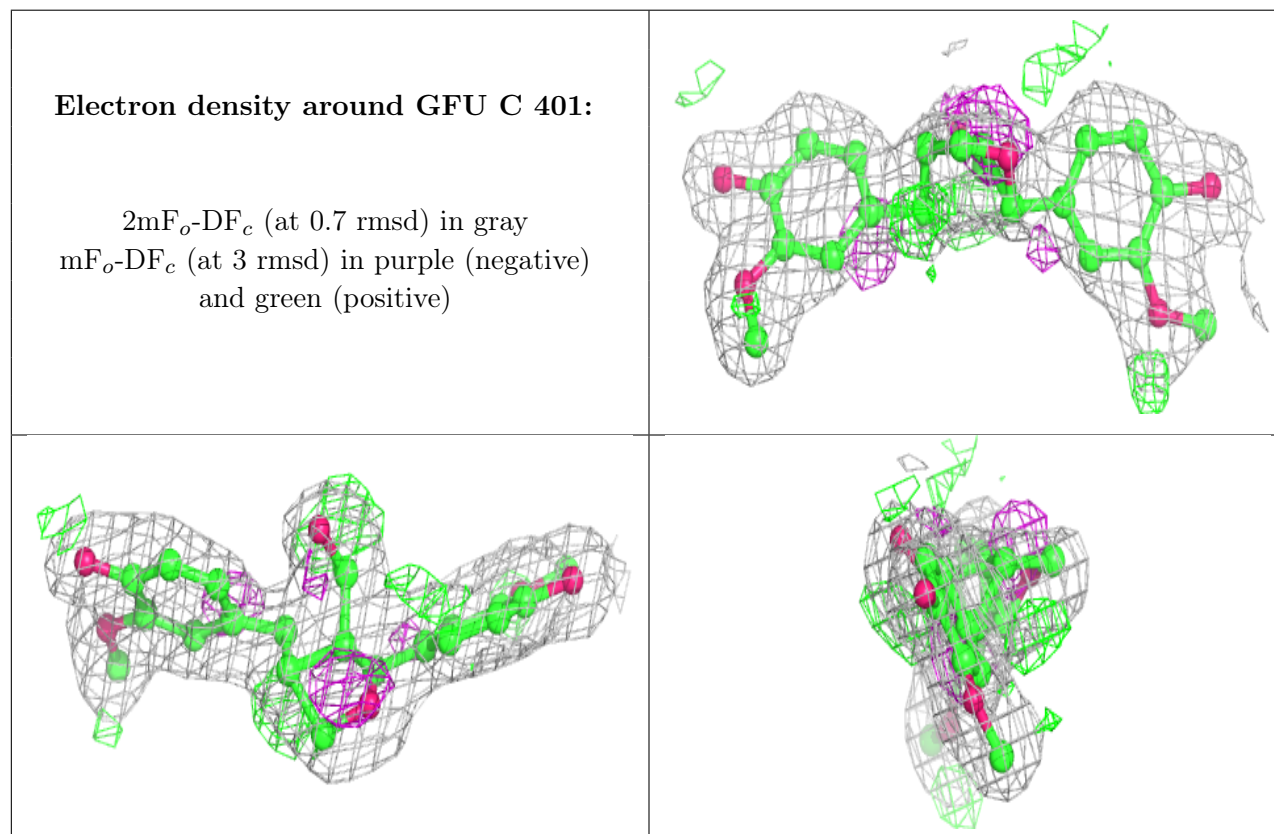 Electron density around GFU C 401:
2mFo-DFc (at 0.7 rmsd) in gray
mFo-DFc (at 3 rmsd) in purple (negative)
and green (positive)